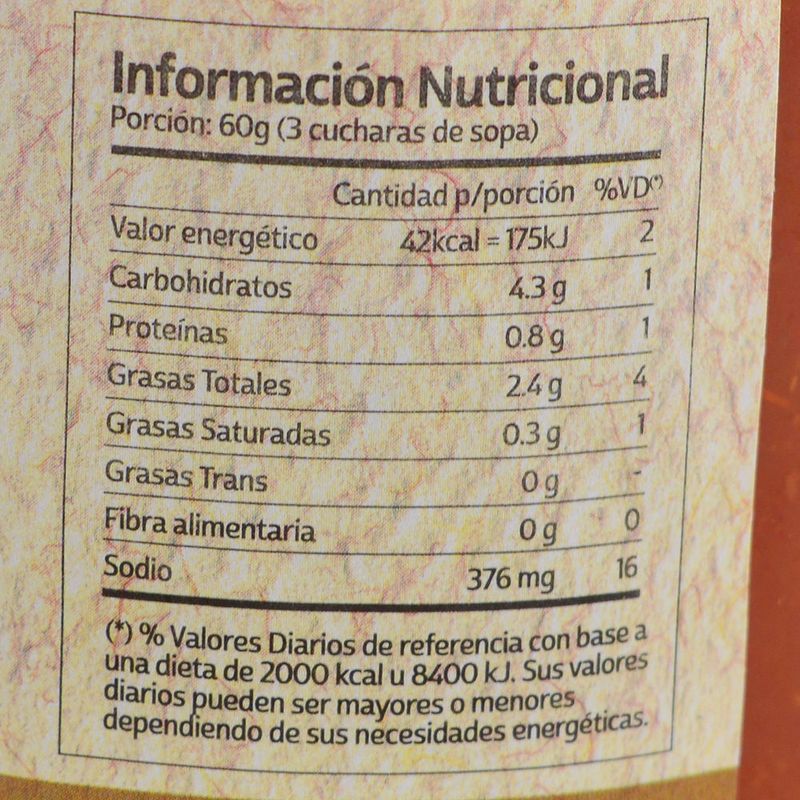 Información Nutricional
Porción: 60g (3 cucharas de sopa)
Cantidad p/porción %VD(*)
Valor energético 42kcal = 175kJ 2
Carbohidratos 4.3 g 1
Proteínas 0.8 g 1
Grasas Totales 2.4 g 4
Grasas Saturadas 0.3 g 1
Grasas Trans 0 g -
Fibra alimentaria 0 g 0
Sodio 376 mg 16
(*) % Valores Diarios de referencia con base a
una dieta de 2000 kcal u 8400 kJ. Sus valores
diarios pueden ser mayores o menores
dependiendo de sus necesidades energéticas.